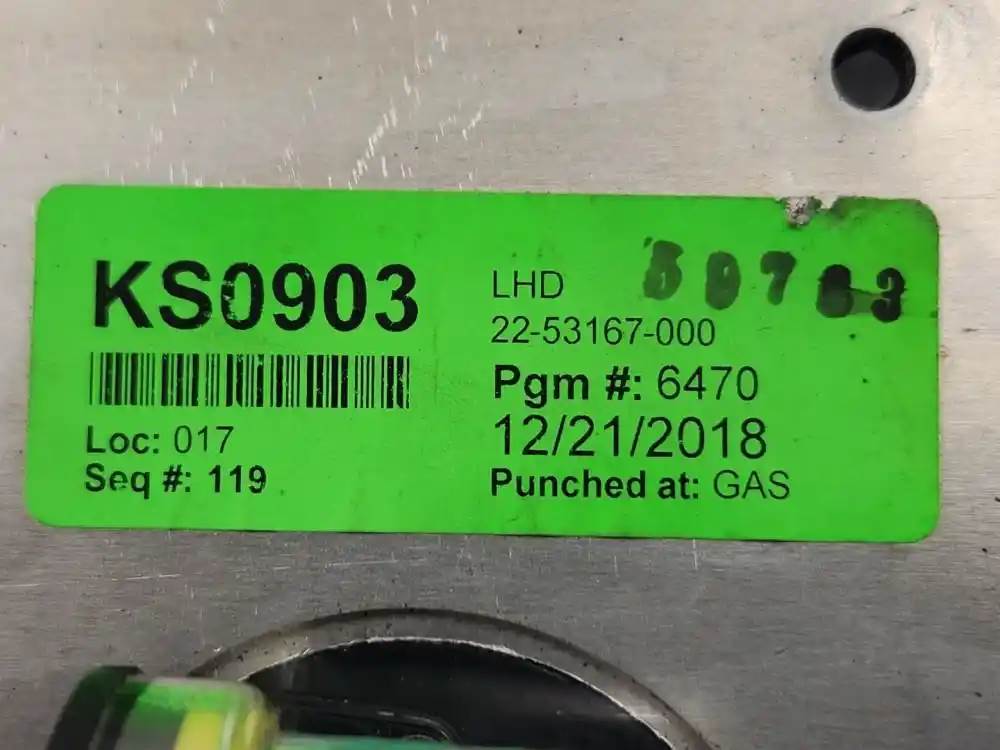 KS0903
Loc: 017
Seq #: 119
LHD
22-53167-000
Pgm #: 6470
12/21/2018
Punched at: GAS